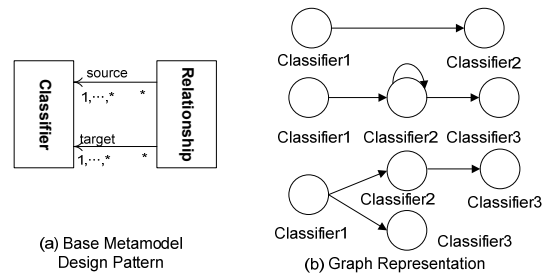 Classifier
source
1,···,*
*
target
1,···,*
*
Relationship
(a) Base Metamodel
Design Pattern
Classifier1
Classifier2
Classifier1
Classifier2
Classifier3
Classifier1
Classifier2
Classifier3
Classifier3
(b) Graph Representation